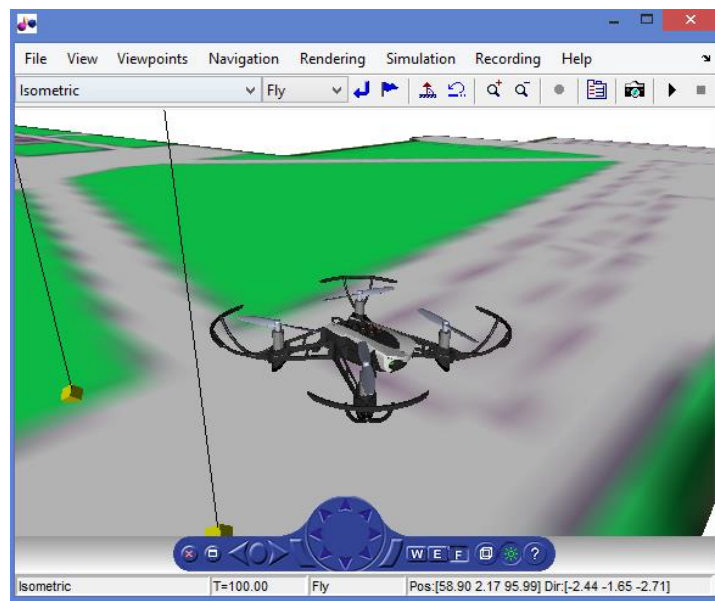 File View Viewpoints Navigation Rendering Simulation Recording Help
Isometric Fly
W E F ?
Isometric T=100.00 Fly Pos:[58.90 2.17 95.99] Dir:[-2.44 -1.65 -2.71]